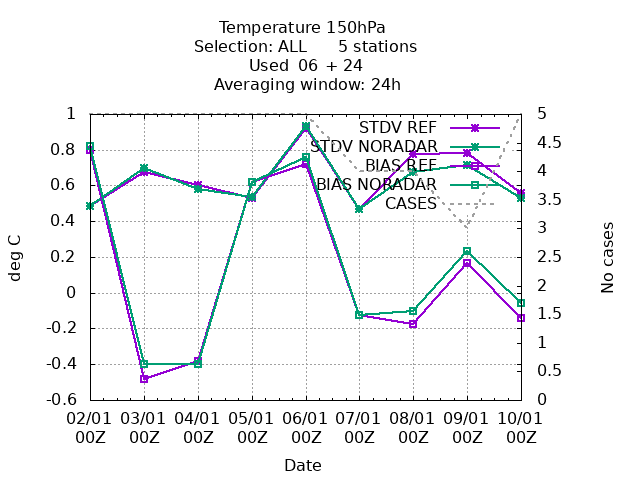 Temperature 150hPa
Selection: ALL 5 stations
Used 06 + 24
Averaging window: 24h
STDV REF
STDV NORADAR
BIAS REF
BIAS NORADAR
CASES
1
0.8
0.6
0.4
0.2
0
-0.2
-0.4
-0.6
deg C
5
4.5
4
3.5
3
2.5
2
1.5
1
0.5
0
No cases
02/01 03/01 04/01 05/01 06/01 07/01 08/01 09/01 10/01
00Z 00Z 00Z 00Z 00Z 00Z 00Z 00Z 00Z
Date